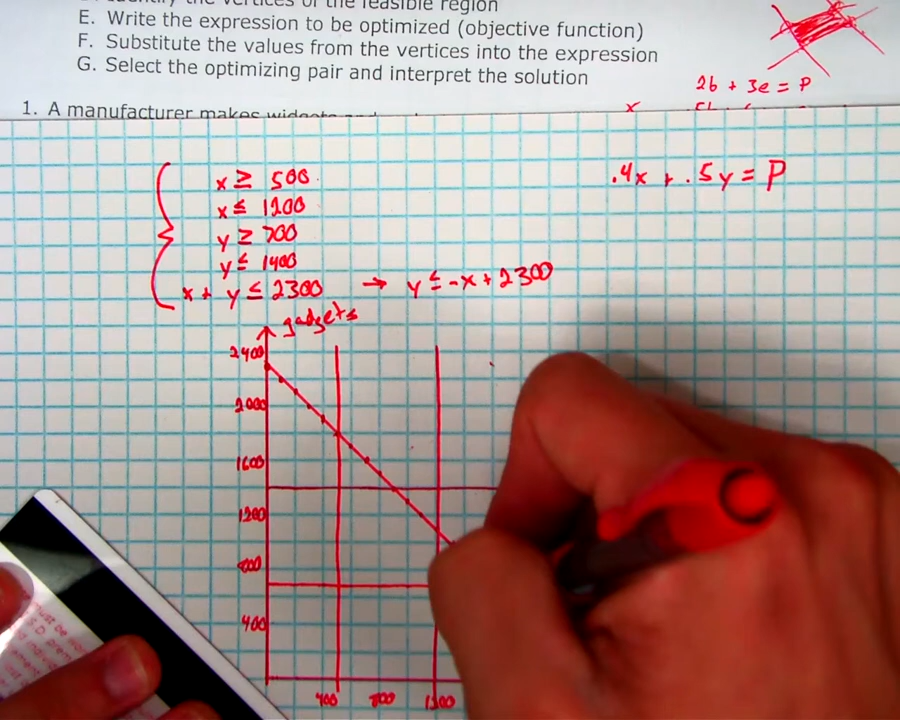 E. Write the expression to be optimized (objective function)
F. Substitute the values from the vertices into the expression
G. Select the optimizing pair and interpret the solution
2b + 3e = P
1. A manufacturer makes
x ≥ 500
.4x + .5y = P
x ≤ 1200
y ≥ 700
y ≤ 1400
x + y ≤ 2300 → y ≤ -x + 2300
gadgets
2400
2000
1600
1200
800
400
400 800 1200